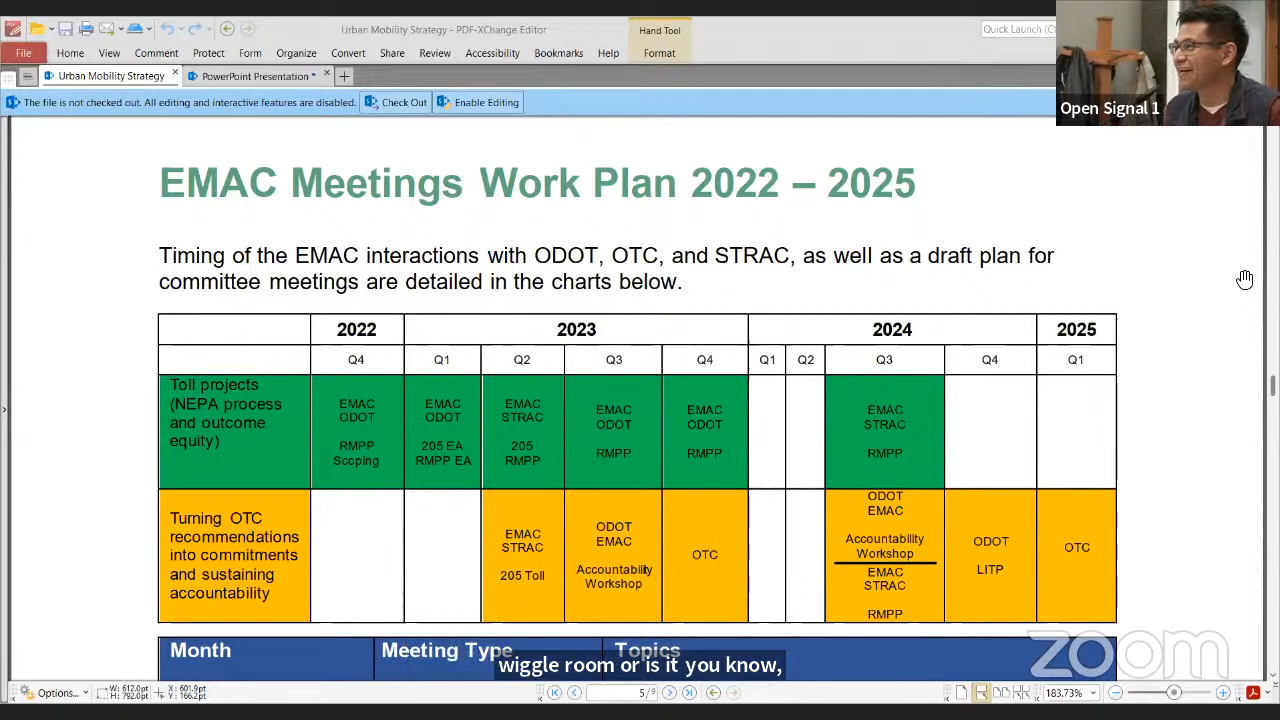 Urban Mobility Strategy - PDF-XChange Editor
Hand Tool
Quick Launch (C
File Home View Comment Protect Form Organize Convert Share Review Accessibility Bookmarks Help Format
Urban Mobility Strategy
PowerPoint Presentation *
The file is not checked out. All editing and interactive features are disabled. Check Out Enable Editing
Open Signal 1
EMAC Meetings Work Plan 2022 – 2025
Timing of the EMAC interactions with ODOT, OTC, and STRAC, as well as a draft plan for
committee meetings are detailed in the charts below.
2022 2023 2024 2025
Q4 Q1 Q2 Q3 Q4 Q1 Q2 Q3 Q4 Q1
Toll projects
(NEPA process
and outcome
equity)
EMAC
ODOT
RMPP
Scoping
EMAC
ODOT
205 EA
RMPP EA
EMAC
STRAC
205
RMPP
EMAC
ODOT
RMPP
EMAC
ODOT
RMPP
EMAC
STRAC
RMPP
Turning OTC
recommendations
into commitments
and sustaining
accountability
EMAC
STRAC
205 Toll
ODOT
EMAC
Accountability
Workshop
OTC
ODOT
EMAC
Accountability
Workshop
EMAC
STRAC
RMPP
ODOT
LITP
OTC
Month Meeting Type Topics
wiggle room or is it you know,
zoom
Options...
W: 612.0pt
H: 792.0pt
X: 601.9pt
Y: 166.2pt
5/9
183.73%